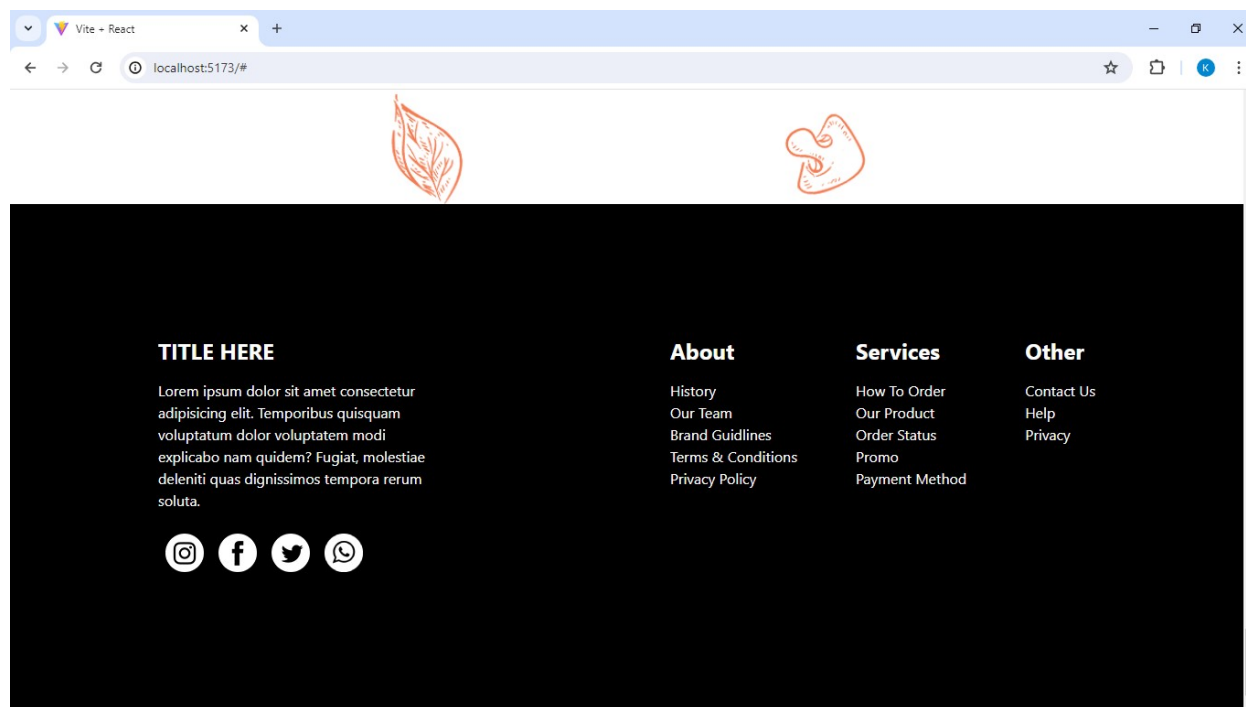 Vite + React
localhost:5173/#
K
TITLE HERE
Lorem ipsum dolor sit amet consectetur
adipisicing elit. Temporibus quisquam
voluptatum dolor voluptatem modi
explicabo nam quidem? Fugiat, molestiae
deleniti quas dignissimos tempora rerum
soluta.
About
History
Our Team
Brand Guidlines
Terms & Conditions
Privacy Policy
Services
How To Order
Our Product
Order Status
Promo
Payment Method
Other
Contact Us
Help
Privacy